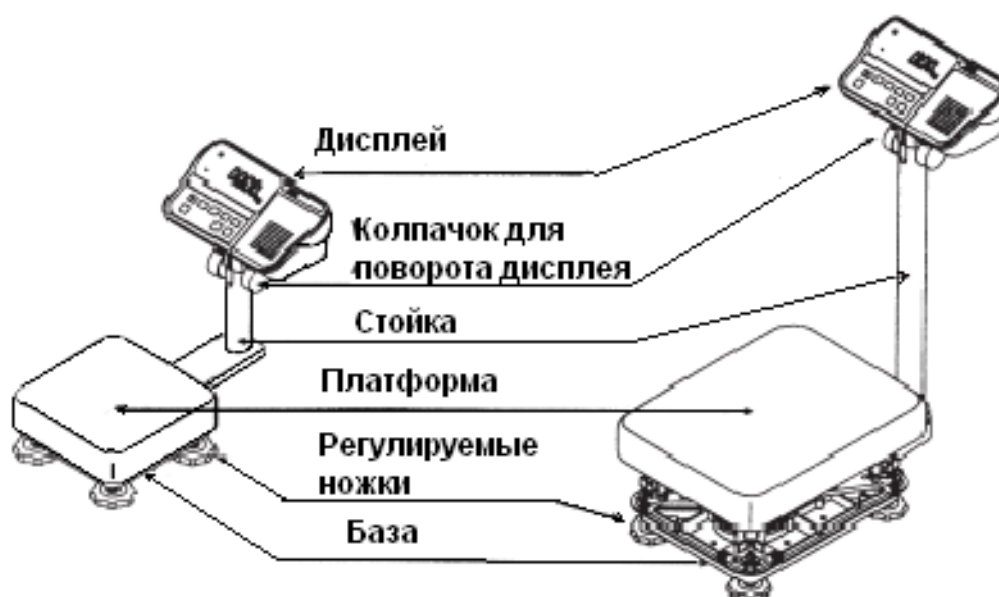 Дисплей
Колпачок для
поворота дисплея
Стойка
Платформа
Регулируемые
ножки
База